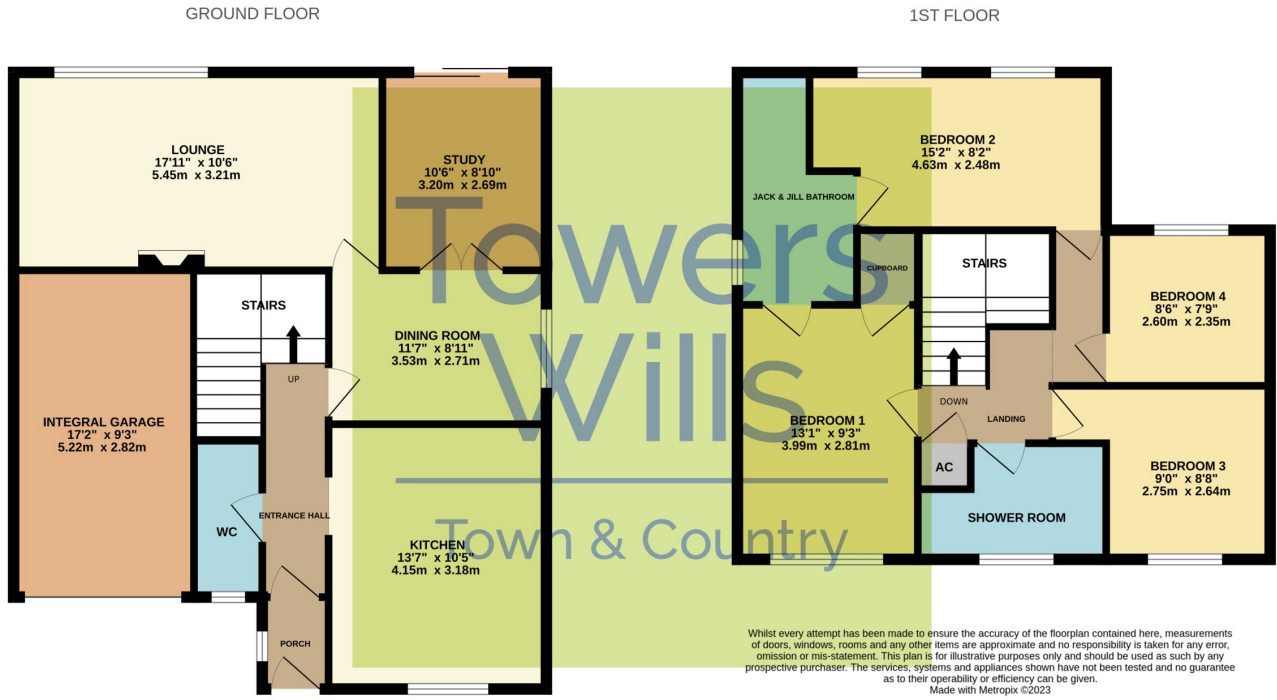 GROUND FLOOR
LOUNGE
17'11" x 10'6"
5.45m x 3.21m
STUDY
10'6" x 8'10"
3.20m x 2.69m
STAIRS
UP
DINING ROOM
11'7" x 8'11"
3.53m x 2.71m
INTEGRAL GARAGE
17'2" x 9'3"
5.22m x 2.82m
WC
ENTRANCE HALL
KITCHEN
13'7" x 10'5"
4.15m x 3.18m
PORCH
Towers
Wills
Town & Country
1ST FLOOR
BEDROOM 2
15'2" x 8'2"
4.63m x 2.48m
JACK & JILL BATHROOM
CUPBOARD
STAIRS
BEDROOM 4
8'6" x 7'9"
2.60m x 2.35m
DOWN
LANDING
BEDROOM 1
13'1" x 9'3"
3.99m x 2.81m
AC
BEDROOM 3
9'0" x 8'8"
2.75m x 2.64m
SHOWER ROOM
Whilst every attempt has been made to ensure the accuracy of the floorplan contained here, measurements
of doors, windows, rooms and any other items are approximate and no responsibility is taken for any error,
omission or mis-statement. This plan is for illustrative purposes only and should be used as such by any
prospective purchaser. The services, systems and appliances shown have not been tested and no guarantee
as to their operability or efficiency can be given.
Made with Metropix ©2023